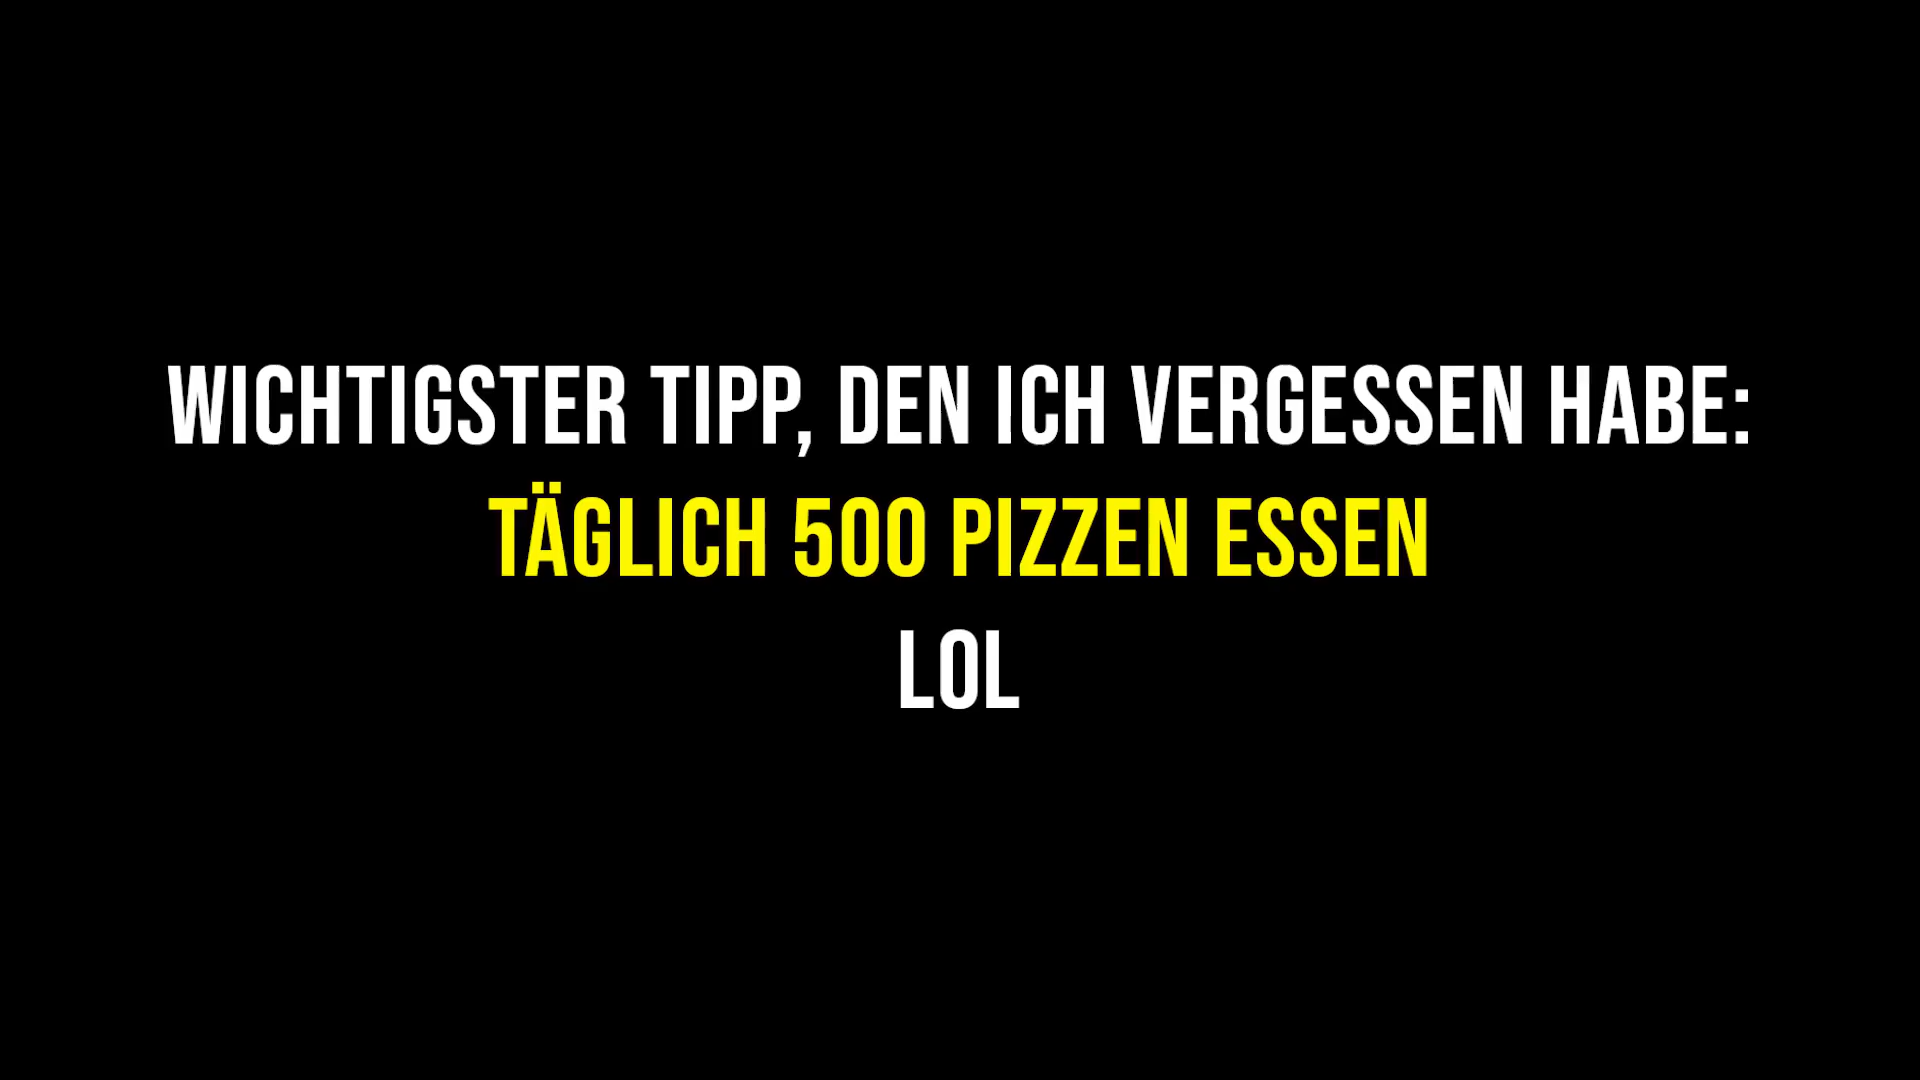 WICHTIGSTER TIPP, DEN ICH VERGESSEN HABE:
TÄGLICH 500 PIZZEN ESSEN
LOL